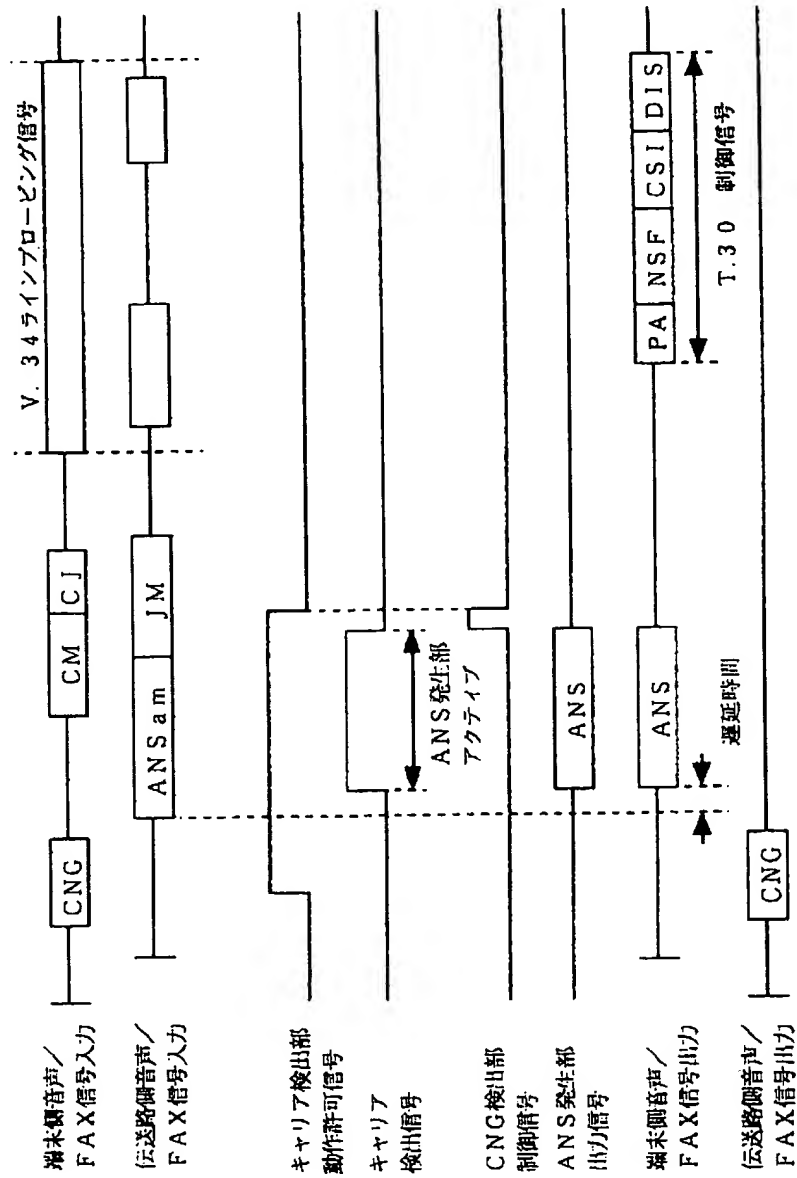 V.34ラインプロービング信号
端末側音声/
FAX信号入力
CNG
CM
CJ
伝送路側音声/
FAX信号入力
ANSam
JM
キャリア検出部
動作許可信号
キャリア
検出信号
ANS発生部
アクティブ
CNG検出部
制御信号
ANS発生部
出力信号
ANS
端末側音声/
FAX信号出力
ANS
PA
NSF
CSI
DIS
遅延時間
T.30 制御信号
伝送路側音声/
FAX信号出力
CNG